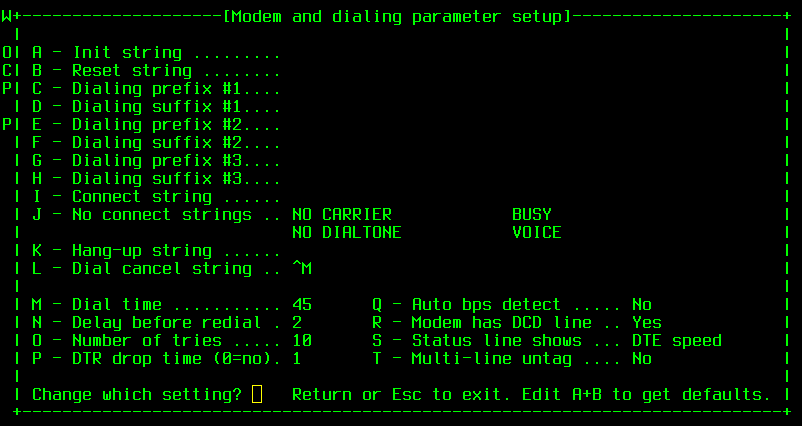 W+--------------------[Modem and dialing parameter setup]---------------------+
 |                                                                            |
O| A - Init string .........                                                  |
C| B - Reset string ........                                                  |
P| C - Dialing prefix #1....                                                  |
 | D - Dialing suffix #1....                                                  |
P| E - Dialing prefix #2....                                                  |
 | F - Dialing suffix #2....                                                  |
 | G - Dialing prefix #3....                                                  |
 | H - Dialing suffix #3....                                                  |
 | I - Connect string ......                                                  |
 | J - No connect strings .. NO CARRIER            BUSY                       |
 |                           NO DIALTONE           VOICE                      |
 | K - Hang-up string ......                                                  |
 | L - Dial cancel string .. ^M                                               |
 |                                                                            |
 | M - Dial time ........... 45      Q - Auto bps detect ..... No             |
 | N - Delay before redial . 2       R - Modem has DCD line .. Yes            |
 | O - Number of tries ..... 10      S - Status line shows ... DTE speed      |
 | P - DTR drop time (0=no). 1       T - Multi-line untag .... No             |
 |                                                                            |
 | Change which setting?     Return or Esc to exit. Edit A+B to get defaults. |
 +----------------------------------------------------------------------------+